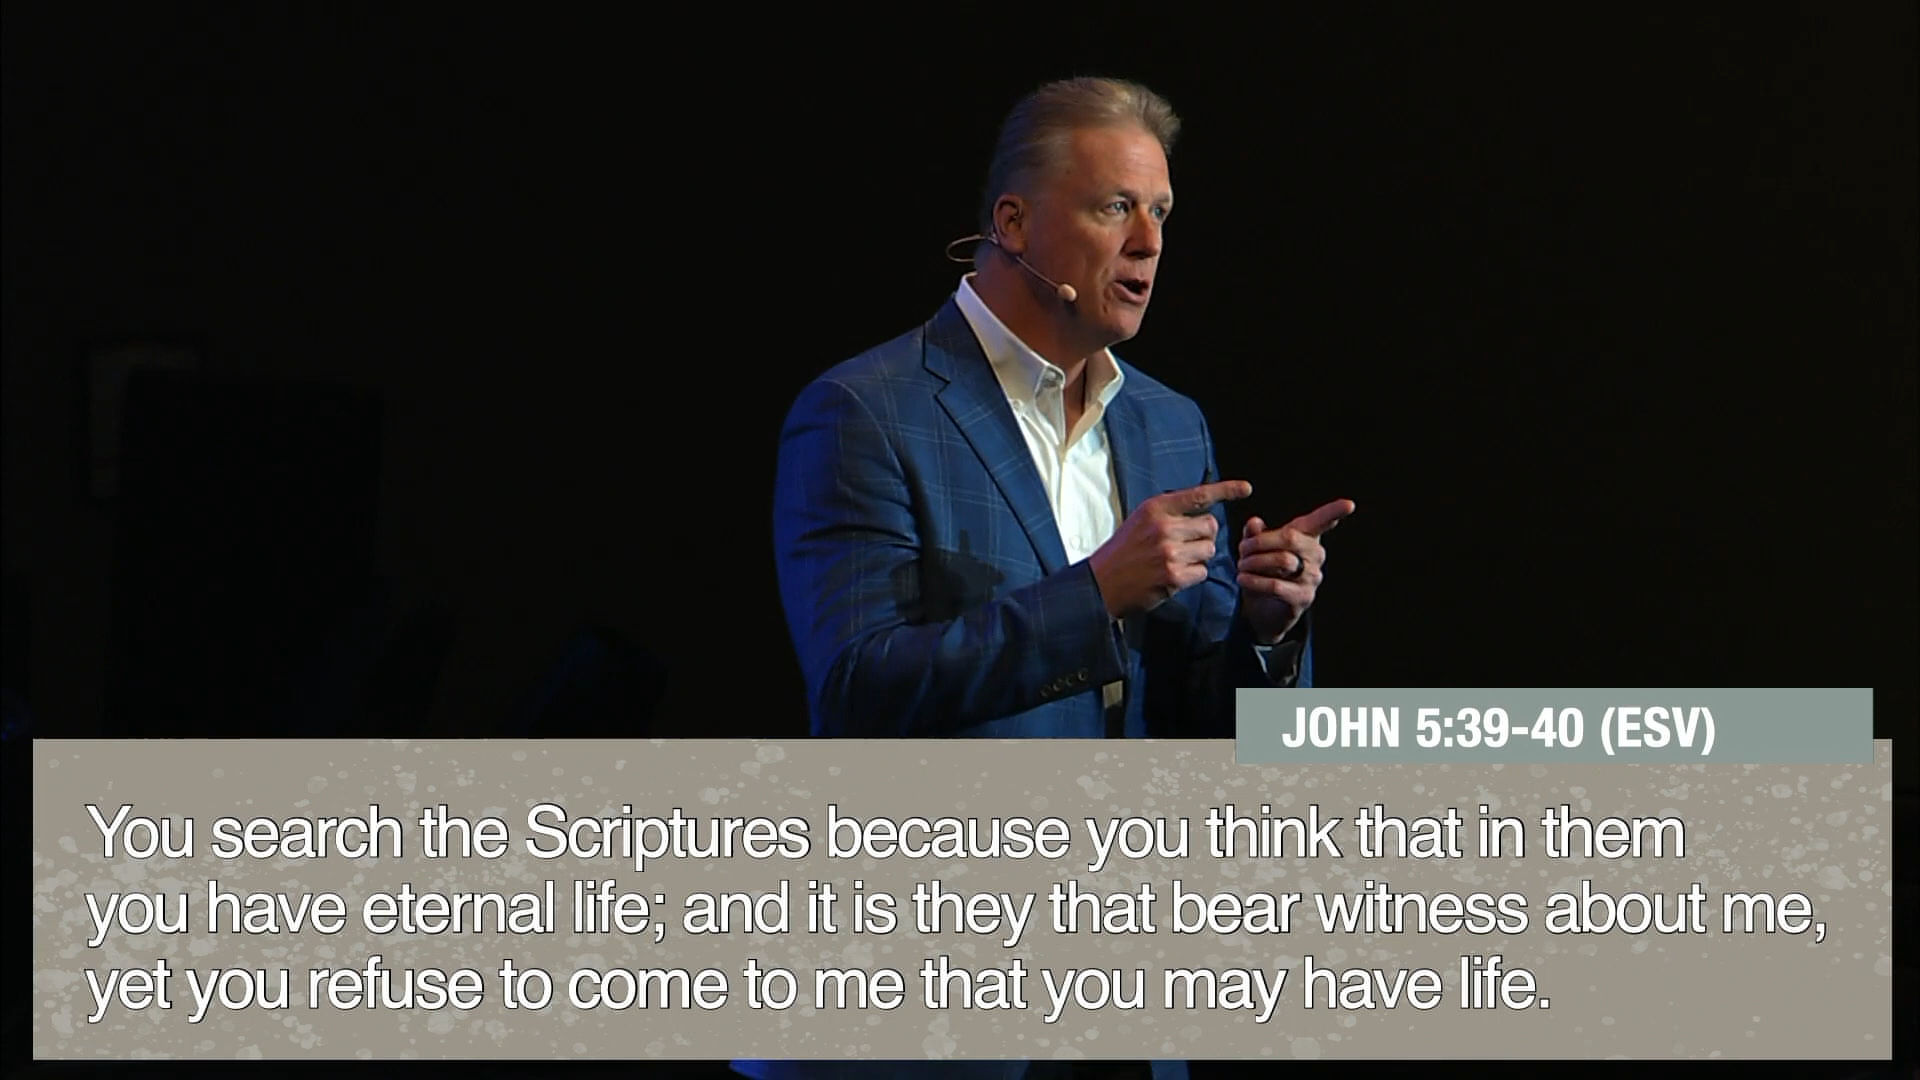 JOHN 5:39-40 (ESV)
You search the Scriptures because you think that in them
you have eternal life; and it is they that bear witness about me,
yet you refuse to come to me that you may have life.